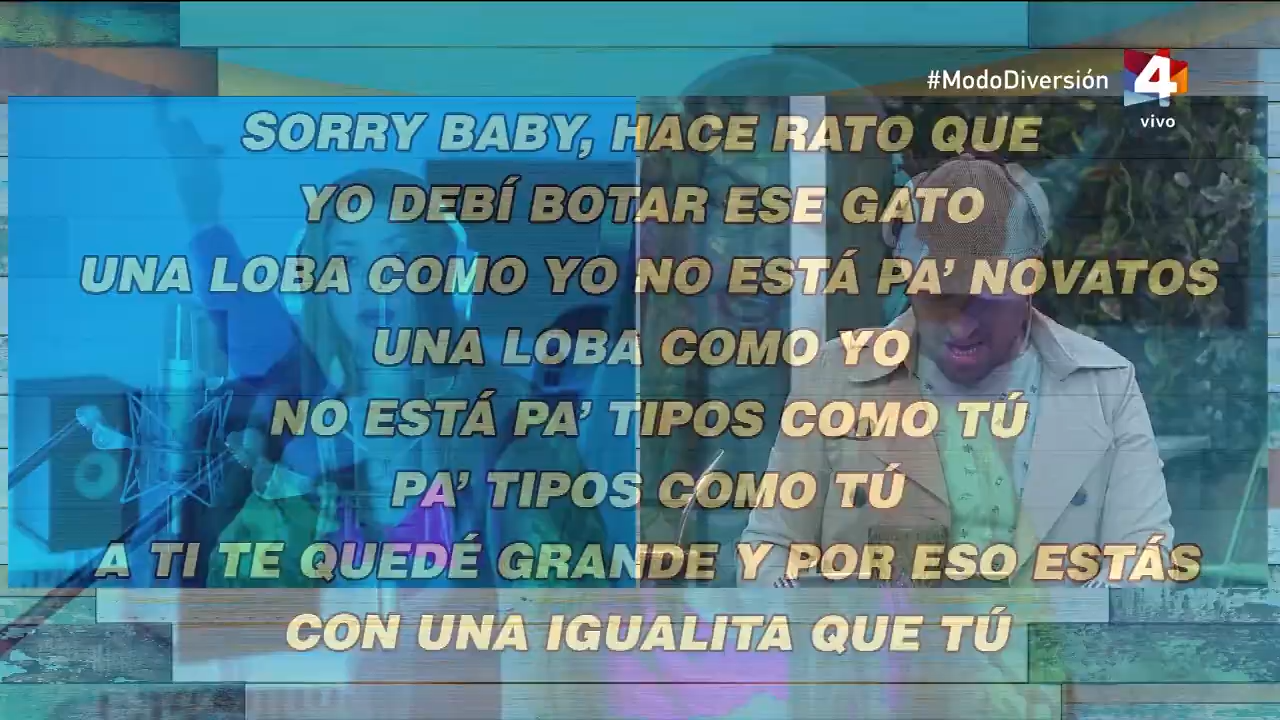 #ModoDiversión
4
vivo
SORRY BABY, HACE RATO QUE
YO DEBÍ BOTAR ESE GATO
UNA LOBA COMO YO NO ESTÁ PA' NOVATOS
UNA LOBA COMO YO
NO ESTÁ PA' TIPOS COMO TÚ
PA' TIPOS COMO TÚ
A TI TE QUEDÉ GRANDE Y POR ESO ESTÁS
CON UNA IGUALITA QUE TÚ